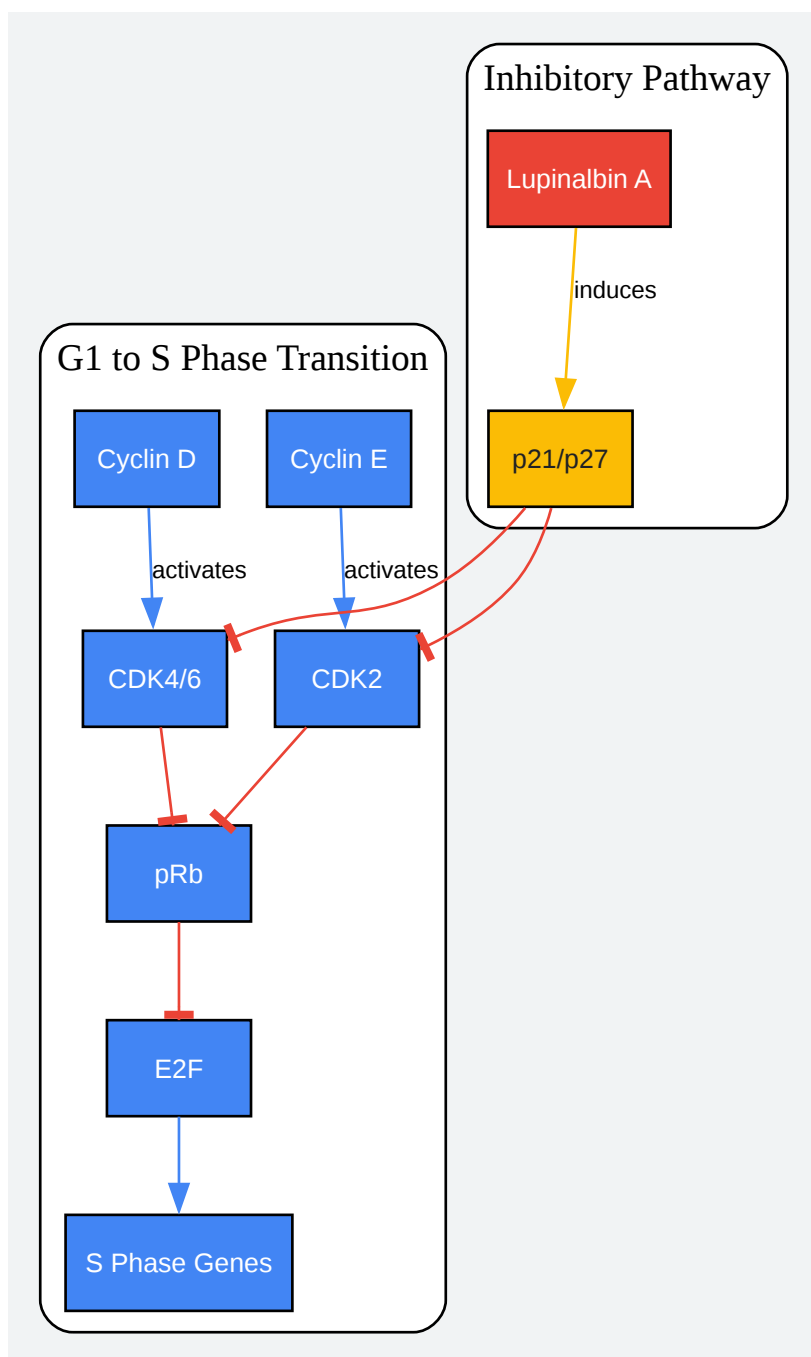 Inhibitory Pathway
Lupinalbin A
induces
p21/p27
G1 to S Phase Transition
Cyclin D
Cyclin E
activates
activates
CDK4/6
CDK2
pRb
E2F
S Phase Genes